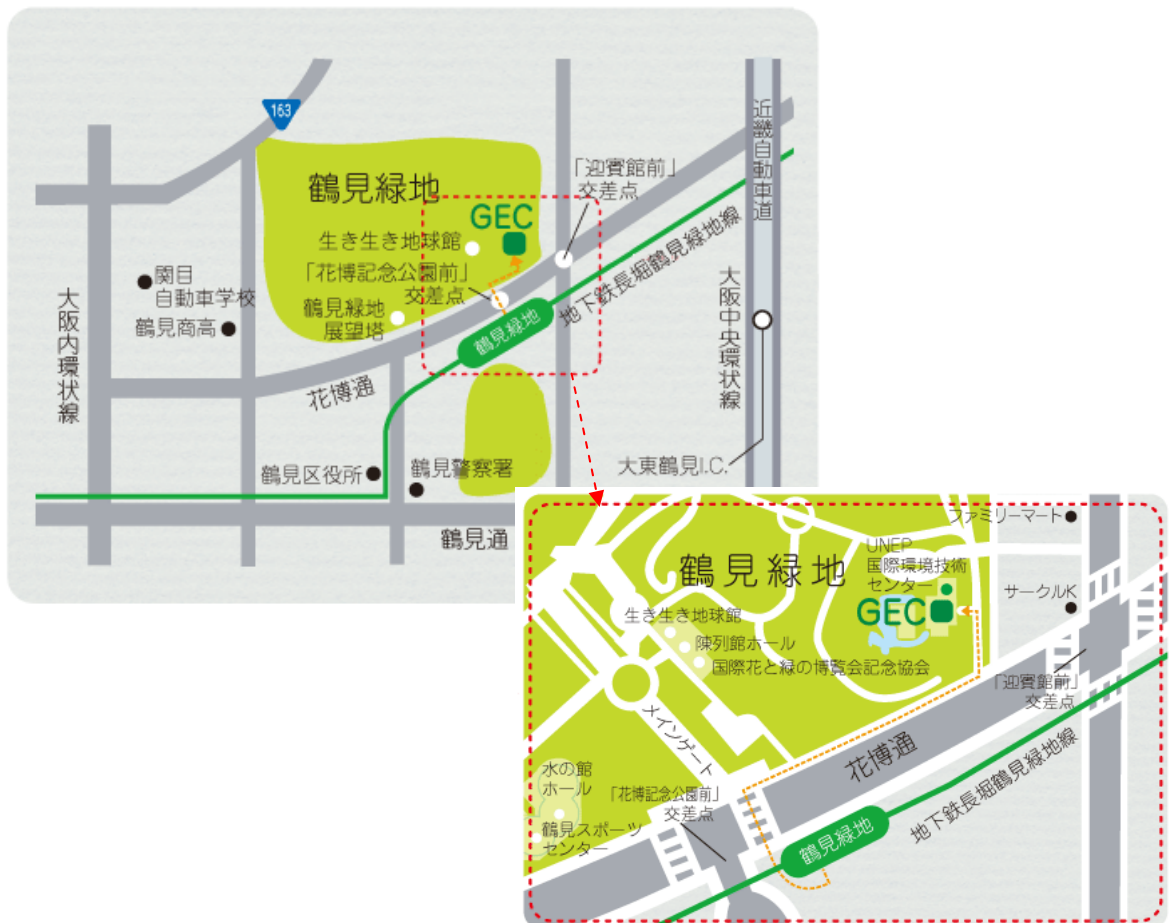 163
近畿自動車道
鶴見緑地
「迎賓館前」
交差点
GEC
生き生き地球館
「花博記念公園前」
交差点
鶴見緑地
展望塔
関目
自動車学校
鶴見商高
大阪内環状線
鶴見緑地
地下鉄長堀鶴見緑地線
大阪中央環状線
花博通
鶴見区役所
鶴見警察署
大東鶴見I.C.
鶴見通
ファミリーマート
鶴見緑地
UNEP
国際環境技術
センター
サークルK
GEC
生き生き地球館
陳列館ホール
国際花と緑の博覧会記念協会
「迎賓館前」
交差点
メインゲート
花博通
水の館
ホール
「花博記念公園前」
交差点
鶴見スポーツ
センター
鶴見緑地
地下鉄長堀鶴見緑地線